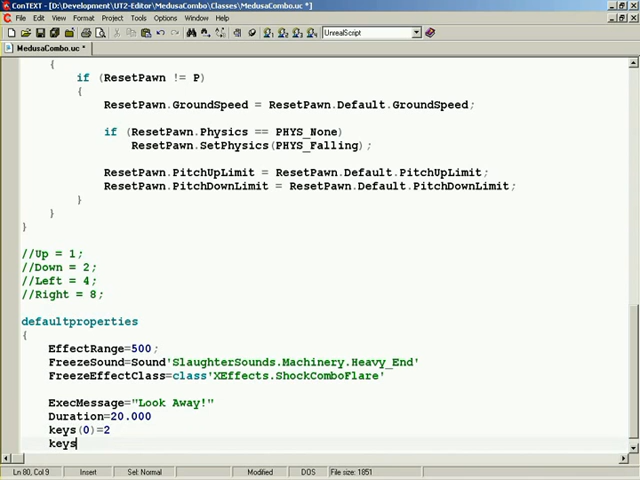 ConTEXT - [D:\Development\UT2-Editor\MedusaCombo\Classes\MedusaCombo.uc *]
File Edit View Format Project Tools Options Window Help
UnrealScript
MedusaCombo.uc *
{
if (ResetPawn != P)
{
ResetPawn.GroundSpeed = ResetPawn.Default.GroundSpeed;
if (ResetPawn.Physics == PHYS_None)
ResetPawn.SetPhysics(PHYS_Falling);
ResetPawn.PitchUpLimit = ResetPawn.Default.PitchUpLimit;
ResetPawn.PitchDownLimit = ResetPawn.Default.PitchDownLimit;
}
}
}
//Up = 1;
//Down = 2;
//Left = 4;
//Right = 8;
defaultproperties
{
EffectRange=500;
FreezeSound=Sound'SlaughterSounds.Machinery.Heavy_End'
FreezeEffectClass=class'XEffects.ShockComboFlare'
ExecMessage="Look Away!"
Duration=20.000
keys(0)=2
keys
Ln 80, Col 9 Insert Sel: Normal Modified DOS File size: 1851